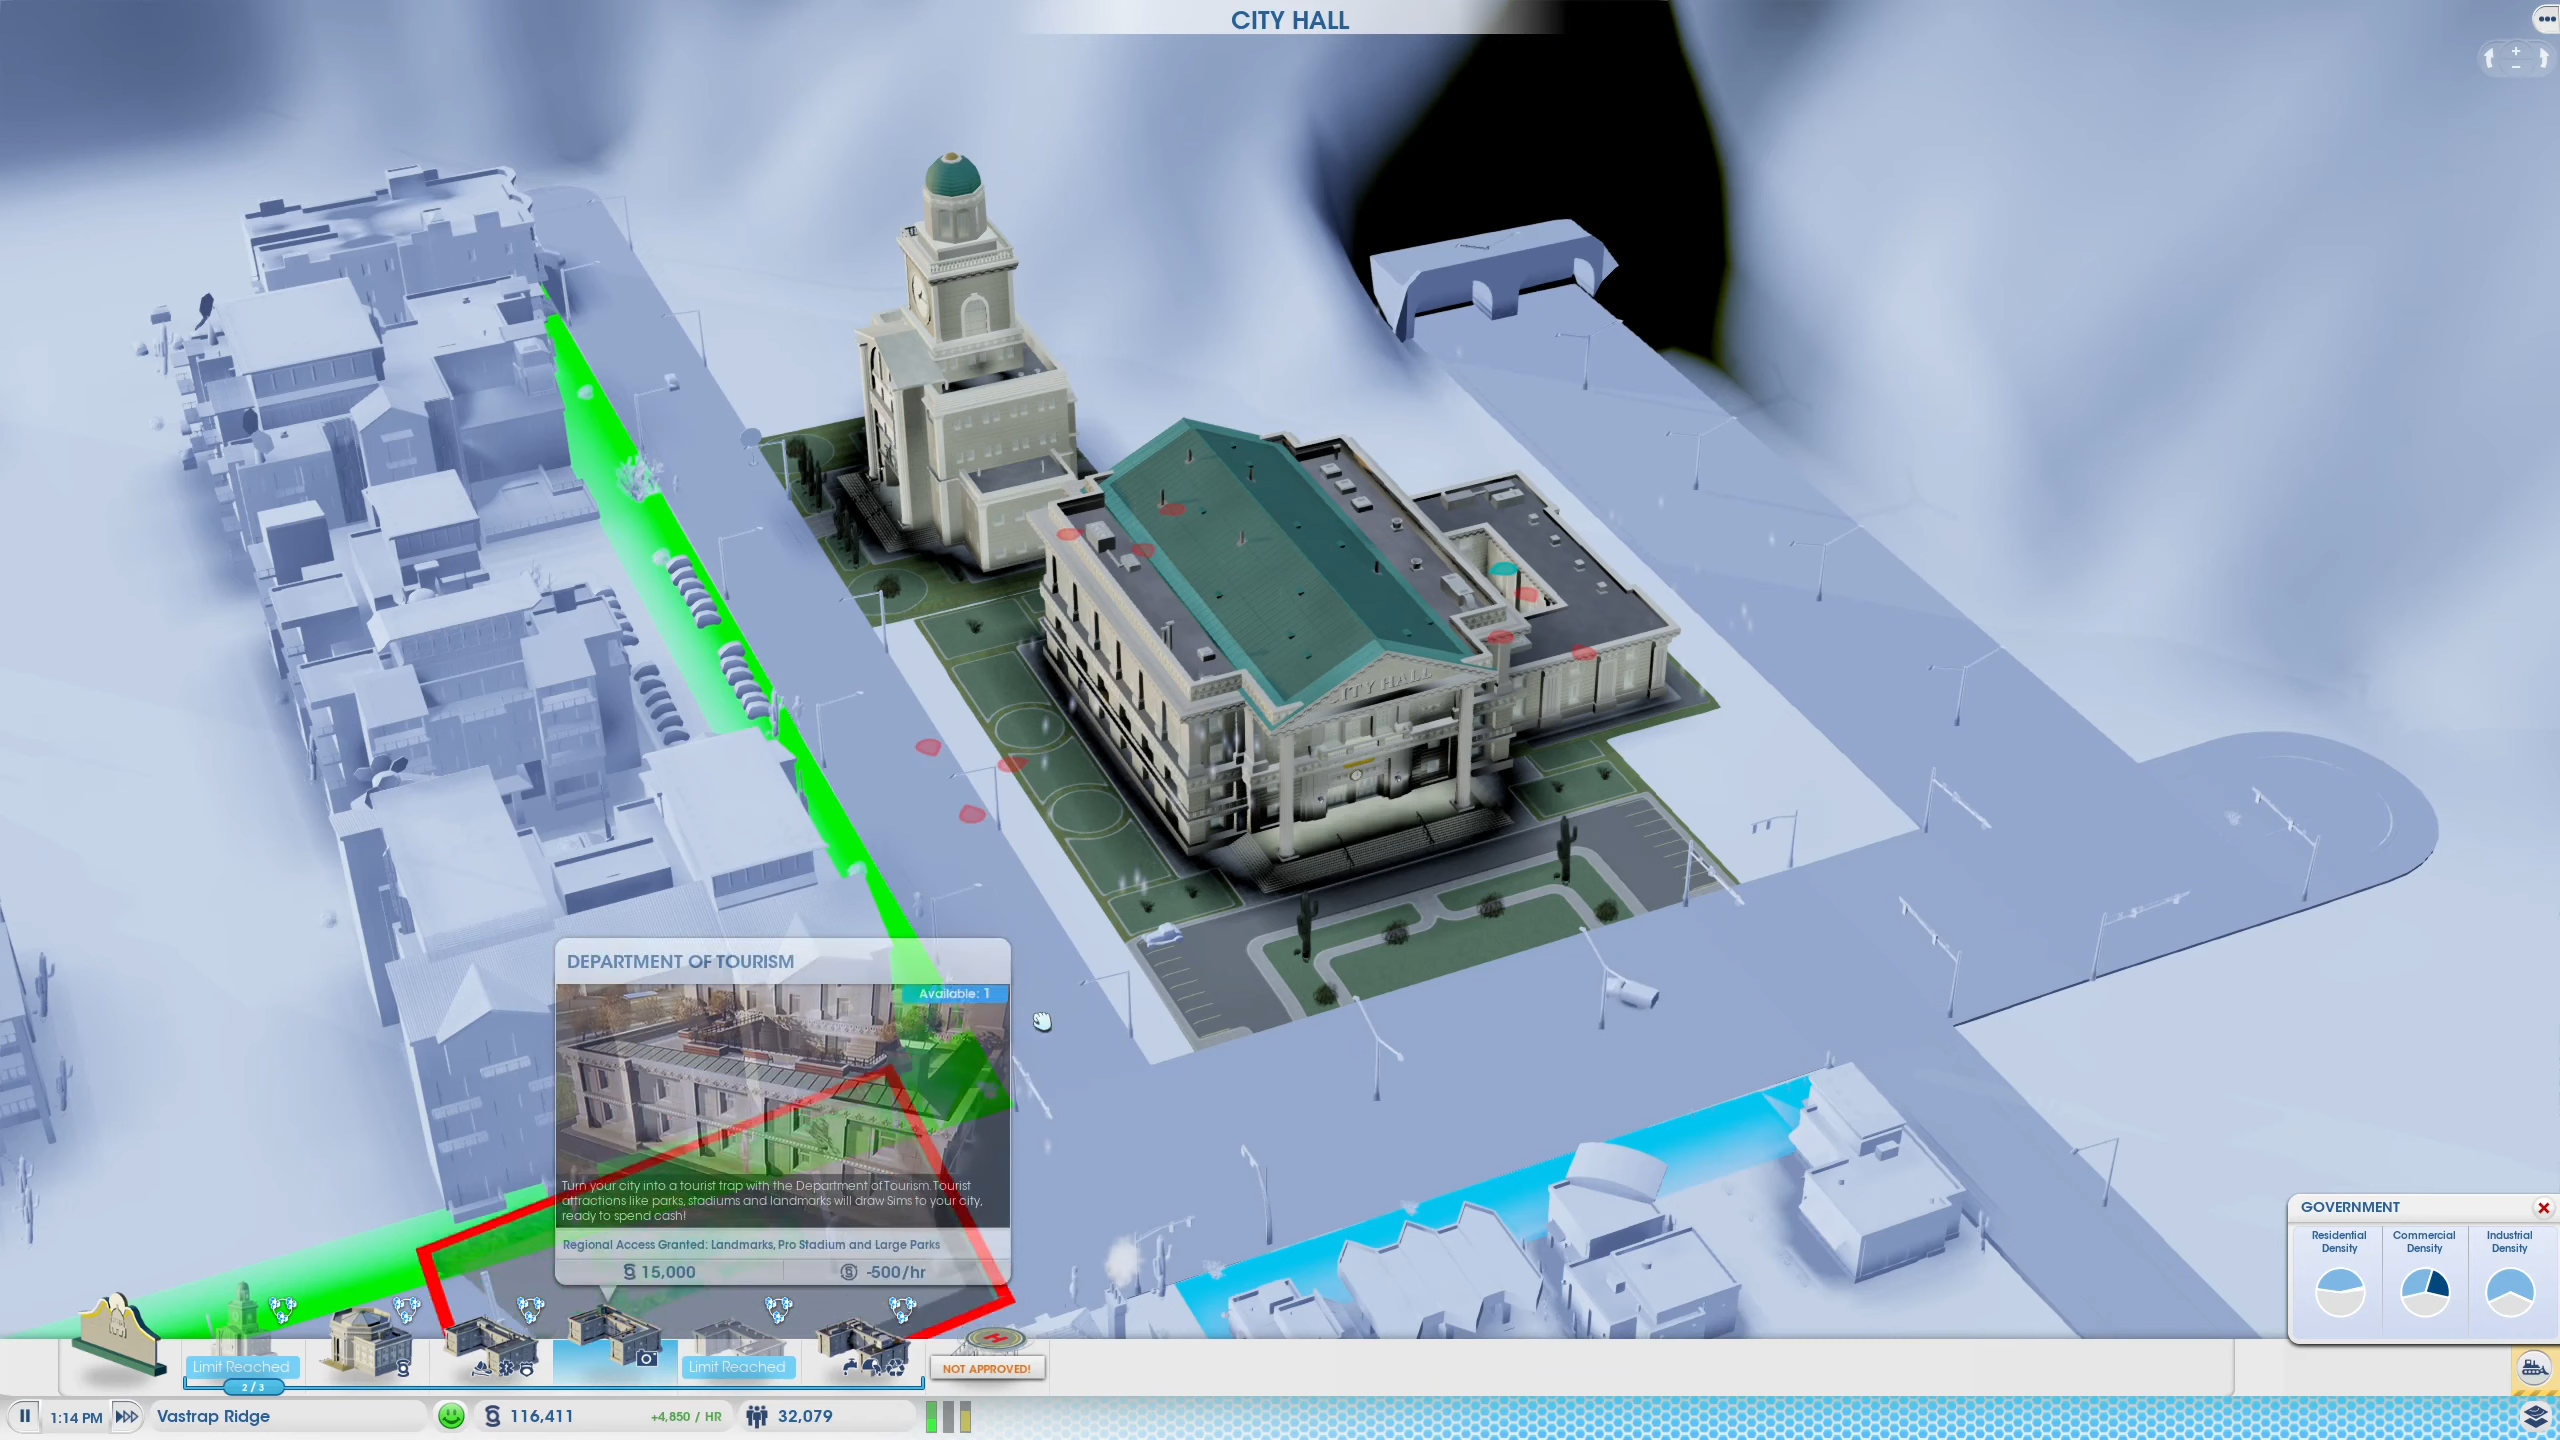 CITY HALL
CITY HALL
DEPARTMENT OF TOURISM
Available: 1
Turn your city into a tourist trap with the Department of Tourism. Tourist
attractions like parks, stadiums and landmarks will draw Sims to your city,
ready to spend cash!
Regional Access Granted: Landmarks, Pro Stadium and Large Parks
15,000
-500/hr
GOVERNMENT
Residential Density
Commercial Density
Industrial Density
Limit Reached
Limit Reached
H
NOT APPROVED!
2 / 3
1:14 PM
Vastrap Ridge
116,411
+4,850 / HR
32,079